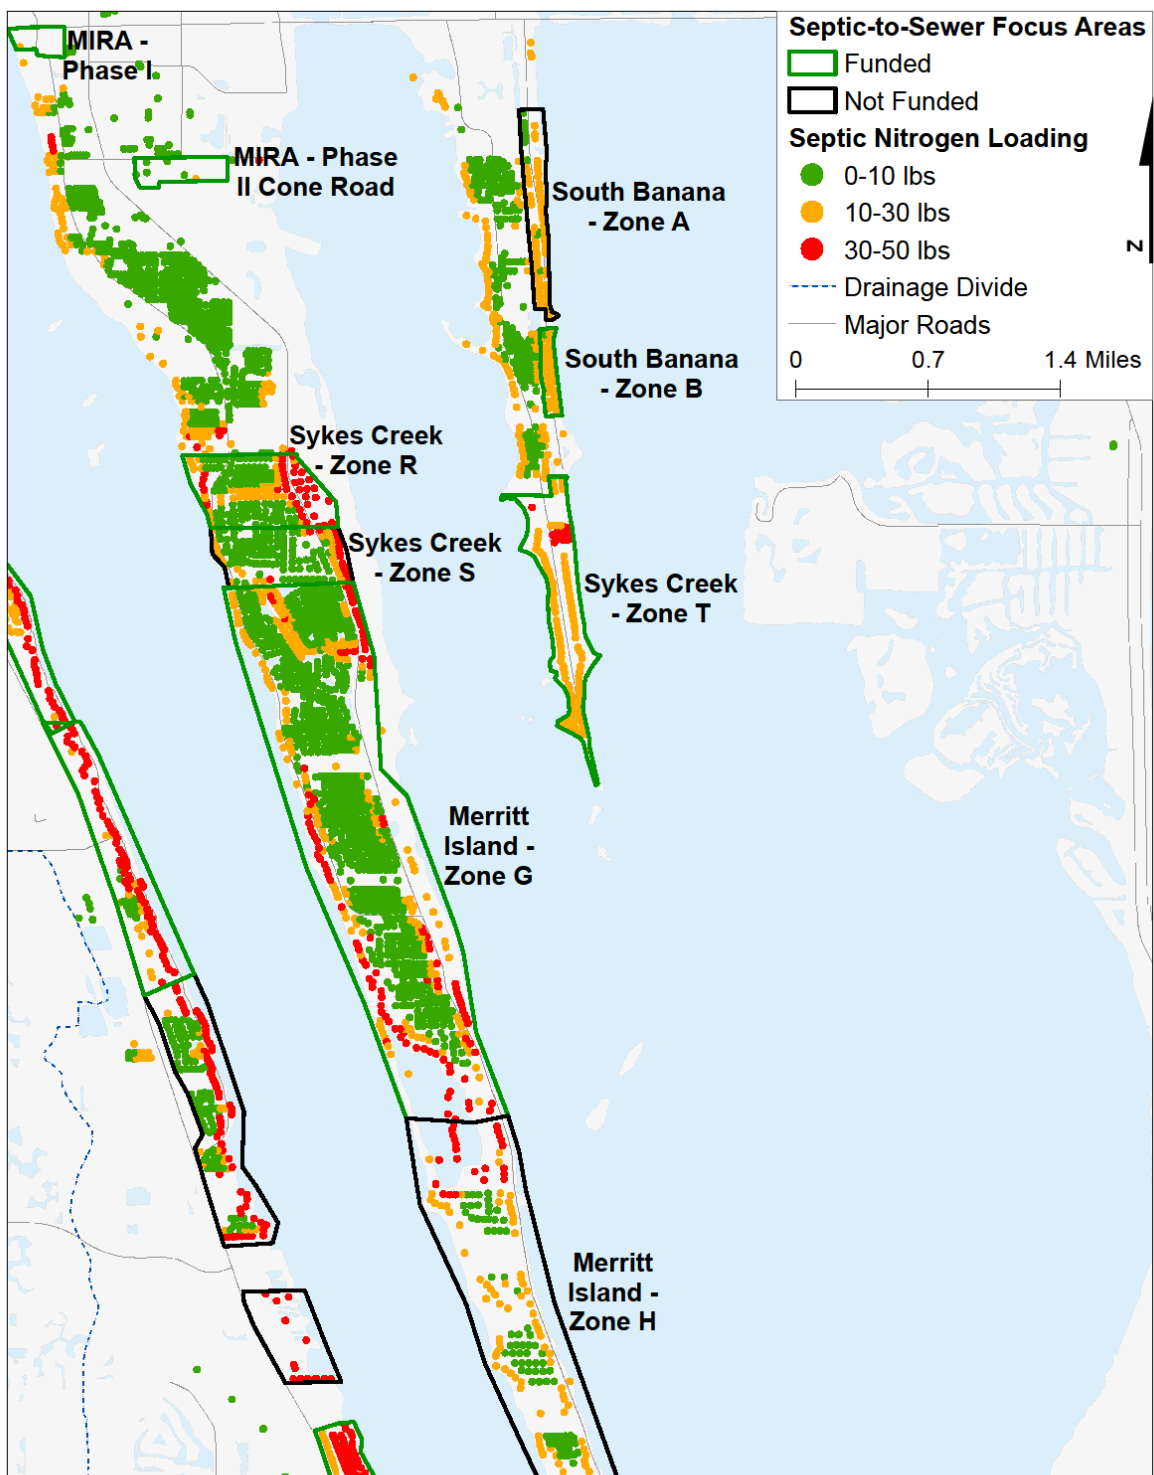 MIRA -
Phase I
MIRA - Phase
II Cone Road
South Banana
- Zone A
South Banana
- Zone B
Sykes Creek
- Zone R
Sykes Creek
- Zone S
Sykes Creek
- Zone T
Merritt
Island -
Zone G
Merritt
Island -
Zone H
Septic-to-Sewer Focus Areas
Funded
Not Funded
Septic Nitrogen Loading
0-10 lbs
10-30 lbs
30-50 lbs
Drainage Divide
Major Roads
0 0.7 1.4 Miles
N